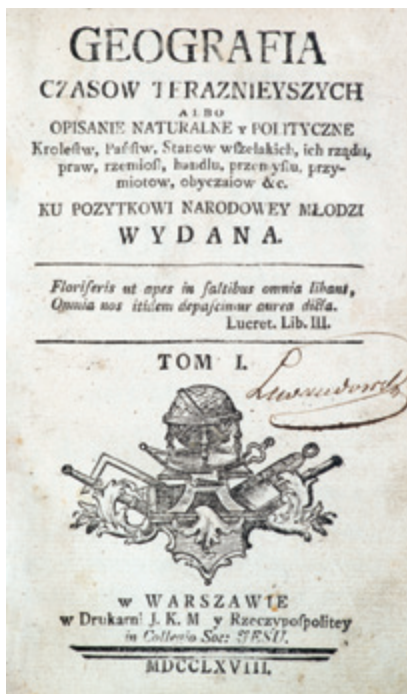 GEOGRAFIA
CZASOW TERAZNIEYSZYCH
ALBO
OPISANIE NATURALNE y POLITYCZNE
Krolestw, Państw, Stanow wſzelakich, ich rządu,
praw, rzemiosł, handlu, przemysłu, przy-
miotow, obyczaiow &c.
KU POZYTKOWI NARODOWEY MŁODZI
WYDANA.
Floriferis ut apes in ſaltibus omnia libant,
Omnia nos itidem depaſcimur aurea dicta.
Lucret. Lib. III.
TOM I.
w WARSZAWIE
w Drukarni J. K. M y Rzeczypoſpolitey
in Collegio Soc: JESU.
MDCCLXVIII.